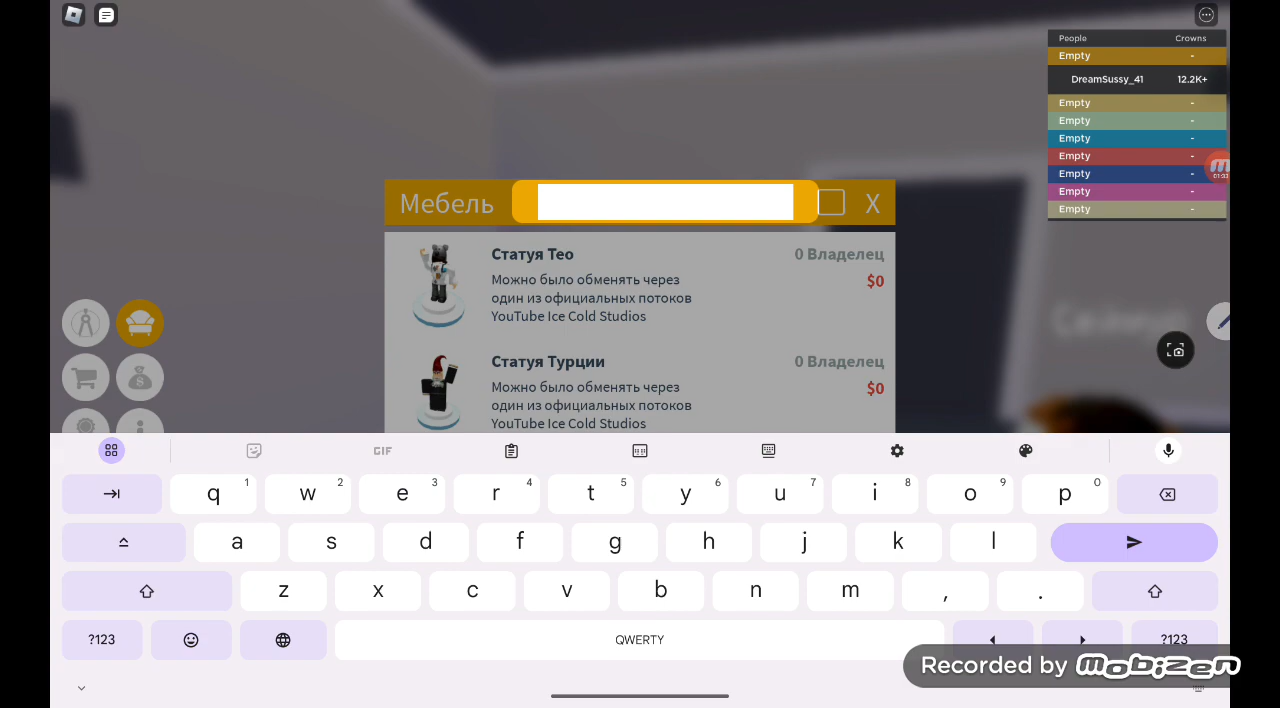 People Crowns
Empty -
DreamSussy_41 12.2K+
Empty -
Empty -
Empty -
Empty -
Empty -
Empty -
Empty -
01:33
Мебель X
Статуя Тео 0 Владелец
Можно было обменять через $0
один из официальных потоков
YouTube Ice Cold Studios
Статуя Турции 0 Владелец
Можно было обменять через $0
один из официальных потоков
YouTube Ice Cold Studios
GIF
q 1 w 2 e 3 r 4 t 5 y 6 u 7 i 8 o 9 p 0
a s d f g h j k l
z x c v b n m , .
?123 QWERTY ?123
Recorded by mobizen